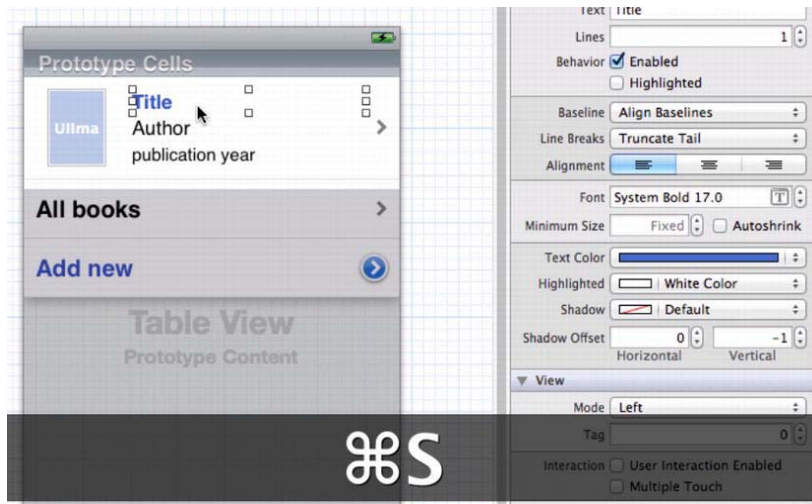 Prototype Cells
Ullma
Title
Author
publication year
All books
Add new
Table View
Prototype Content
Text Title
Lines 1
Behavior Enabled
Highlighted
Baseline Align Baselines
Line Breaks Truncate Tail
Alignment
Font System Bold 17.0 T
Minimum Size Fixed Autoshrink
Text Color
Highlighted White Color
Shadow Default
Shadow Offset 0 -1
Horizontal Vertical
View
Mode Left
Tag 0
Interaction User Interaction Enabled
Multiple Touch
⌘S